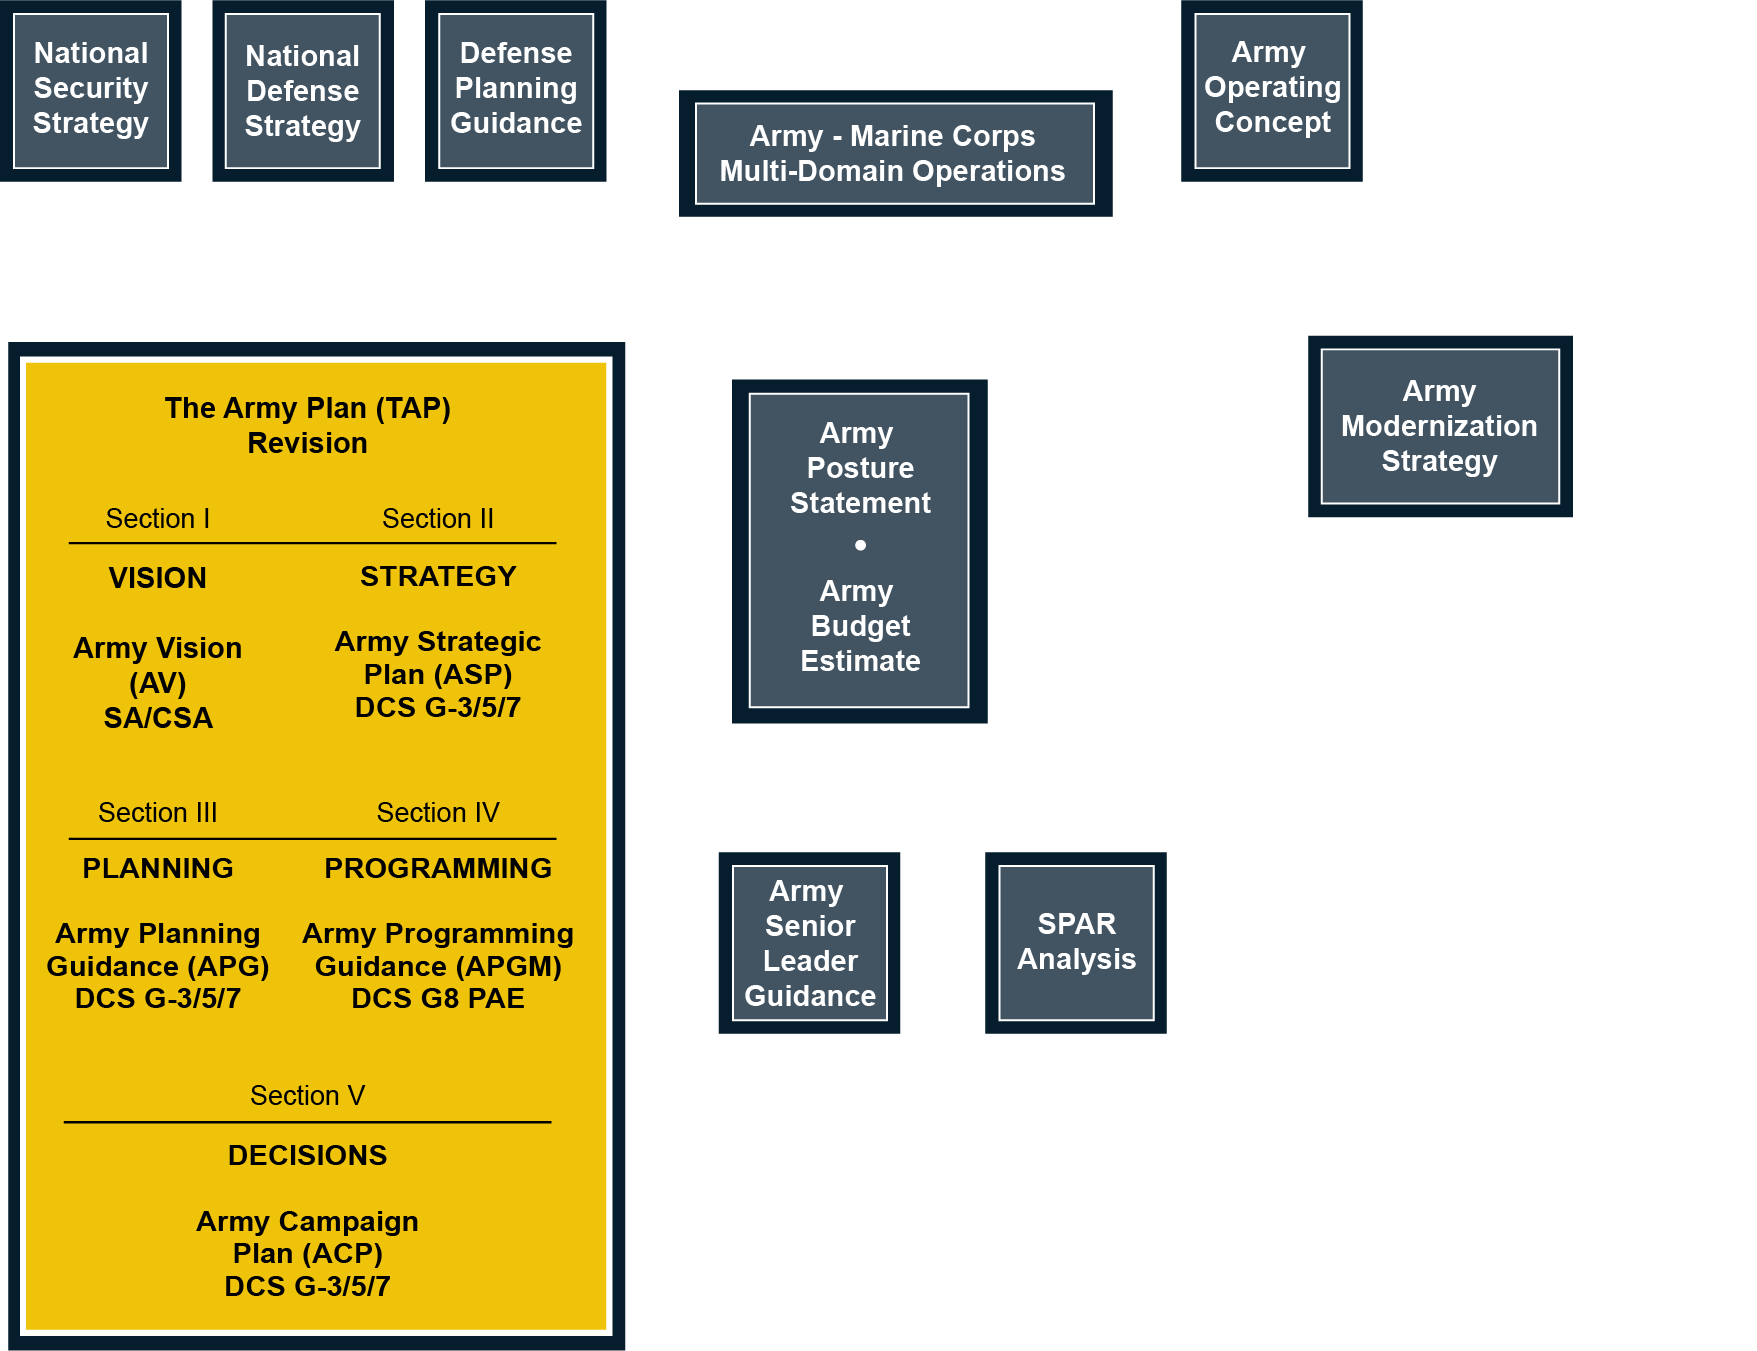 National
Security
Strategy
National
Defense
Strategy
Defense
Planning
Guidance
Army - Marine Corps
Multi-Domain Operations
Army
Operating
Concept
The Army Plan (TAP)
Revision
Section I
VISION
Army Vision
(AV)
SA/CSA
Section II
STRATEGY
Army Strategic
Plan (ASP)
DCS G-3/5/7
Section III
PLANNING
Army Planning
Guidance (APG)
DCS G-3/5/7
Section IV
PROGRAMMING
Army Programming
Guidance (APGM)
DCS G8 PAE
Section V
DECISIONS
Army Campaign
Plan (ACP)
DCS G-3/5/7
Army
Posture
Statement
•
Army
Budget
Estimate
Army
Modernization
Strategy
Army
Senior
Leader
Guidance
SPAR
Analysis